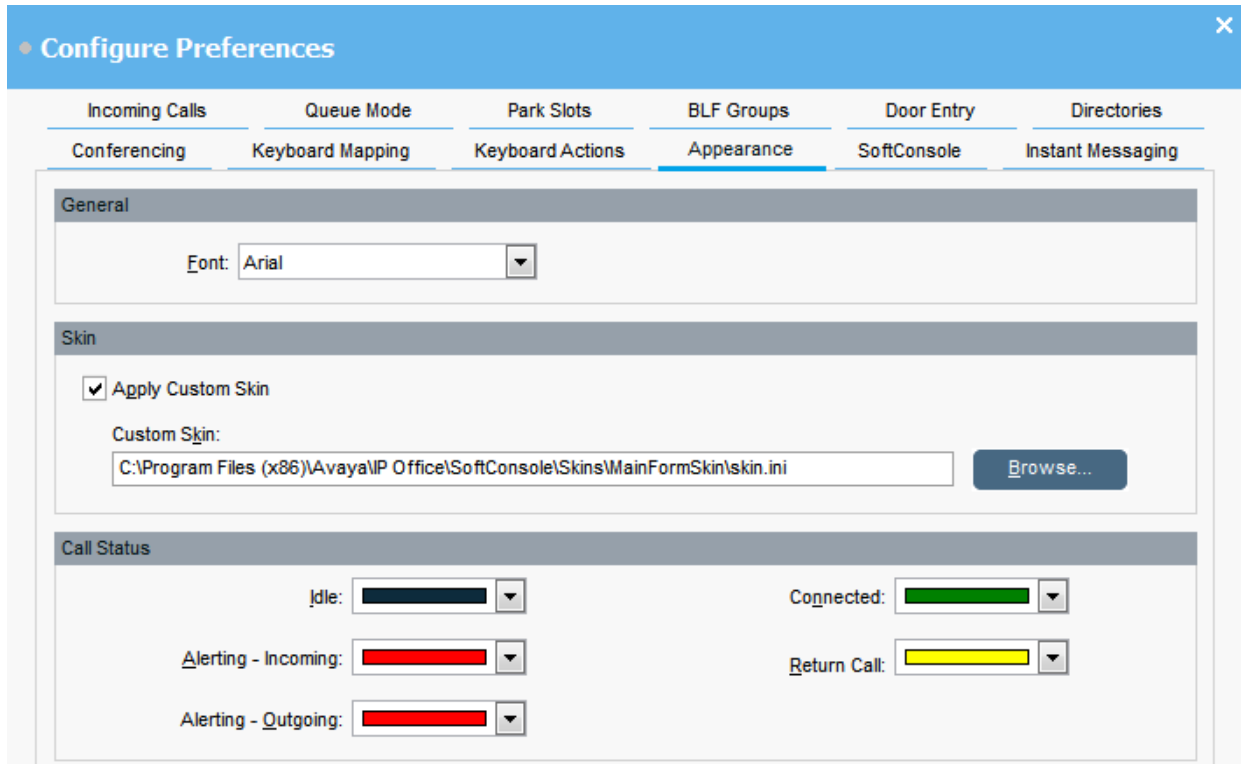 Configure Preferences
Incoming Calls Queue Mode Park Slots BLF Groups Door Entry Directories
Conferencing Keyboard Mapping Keyboard Actions Appearance SoftConsole Instant Messaging
General
Font: Arial
Skin
Apply Custom Skin
Custom Skin:
C:\Program Files (x86)\Avaya\IP Office\SoftConsole\Skins\MainFormSkin\skin.ini Browse...
Call Status
Idle: Connected:
Alerting - Incoming: Return Call:
Alerting - Outgoing: